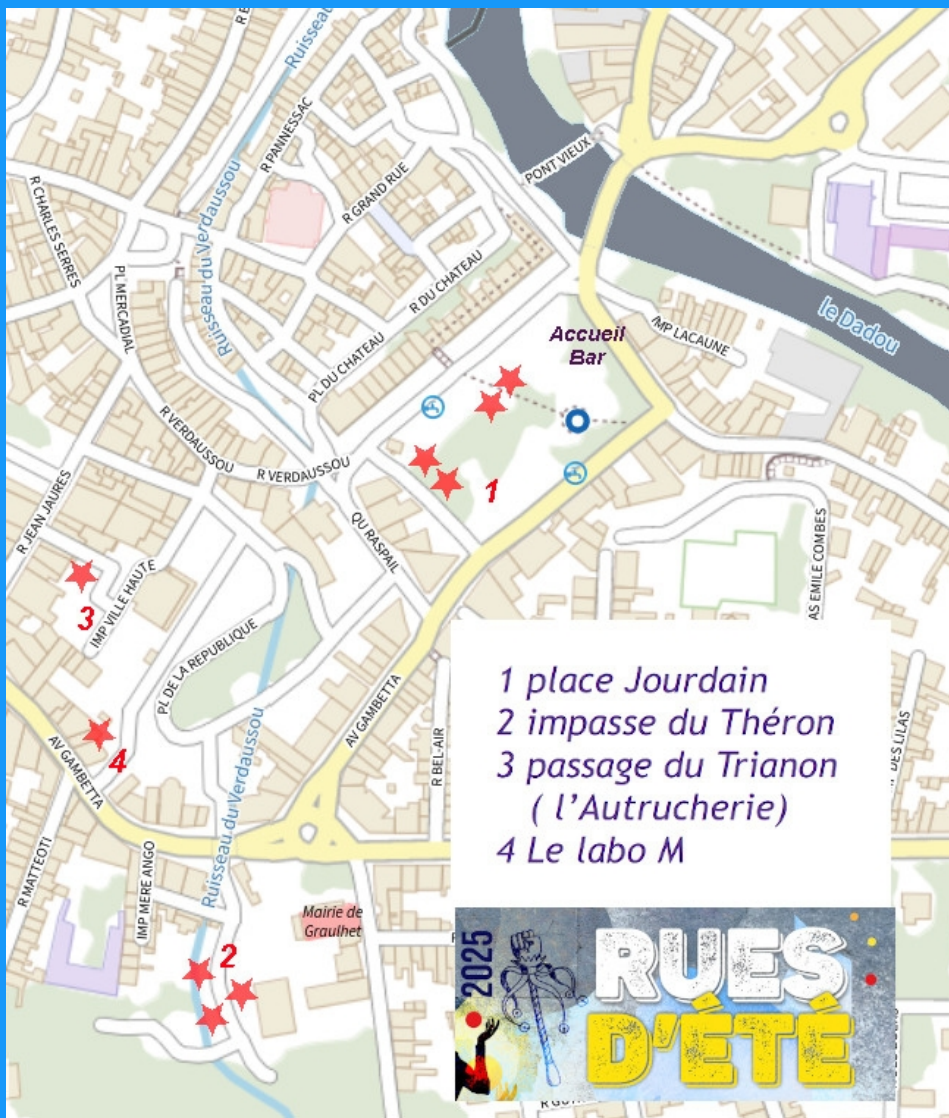 Ruisseau
R PANNESSAC
R GRAND RUE
PONT VIEUX
R CHARLES SERRES
Ruisseau du Verdaussou
PL MERCADIAL
R DU CHATEAU
le Dadou
IMP LACAUNE
Accueil
Bar
PL DU CHATEAU
R VERDAUSSOU
R VERDAUSSOU
1
R JEAN JAURES
QU RASPAIL
AS EMILE COMBES
3
IMP VILLE HAUTE
PL DE LA REPUBLIQUE
4
AV GAMBETTA
AV GAMBETTA
R BEL-AIR
DES LILAS
1 place Jourdain
2 impasse du Théron
3 passage du Trianon
( l'Autrucherie)
4 Le labo M
Ruisseau du Verdaussou
R MATTEOTI
IMP MERE ANGO
Mairie de
Graulhet
2
2025
RUES
D'ÉTÉ